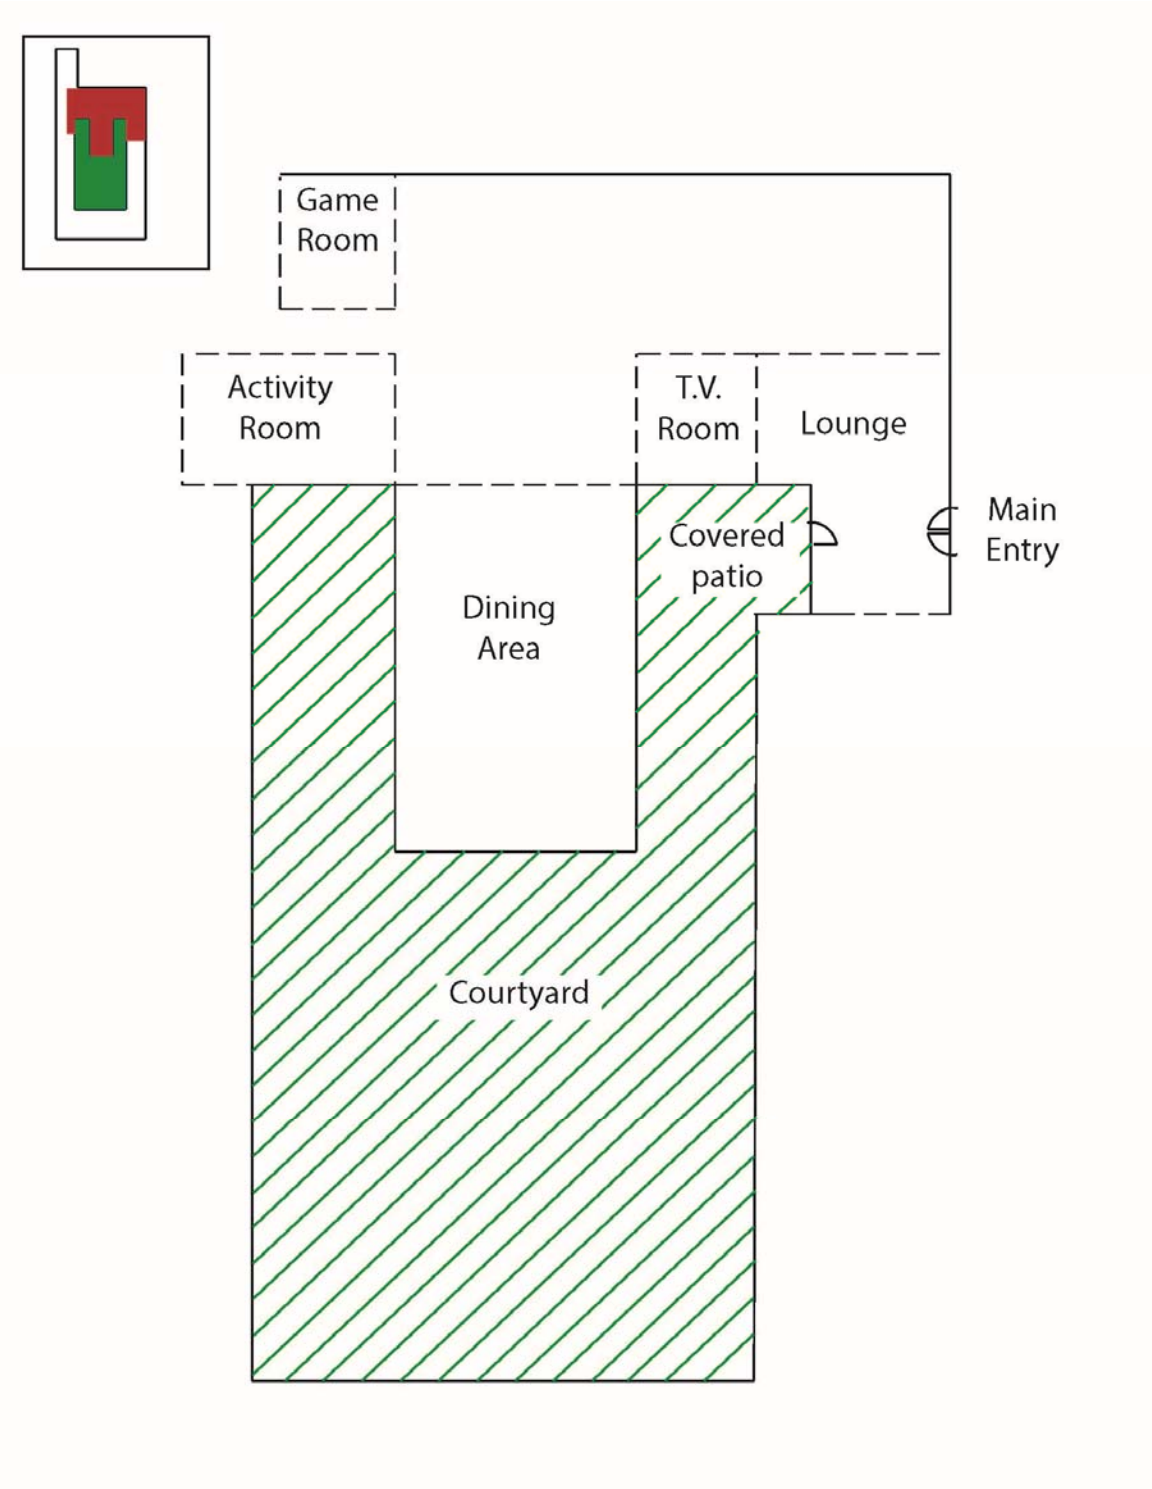 Game
Room
Activity
Room
T.V.
Room
Lounge
Main
Entry
Covered
patio
Dining
Area
Courtyard